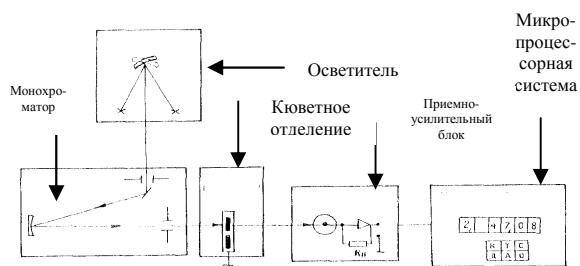 Микро-
процес-
сорная
система
Осветитель
Монохро-
матор
Кюветное
отделение
Приемно-
усилительный
блок
2, 4 7, 0 8
К Т С
Д А О